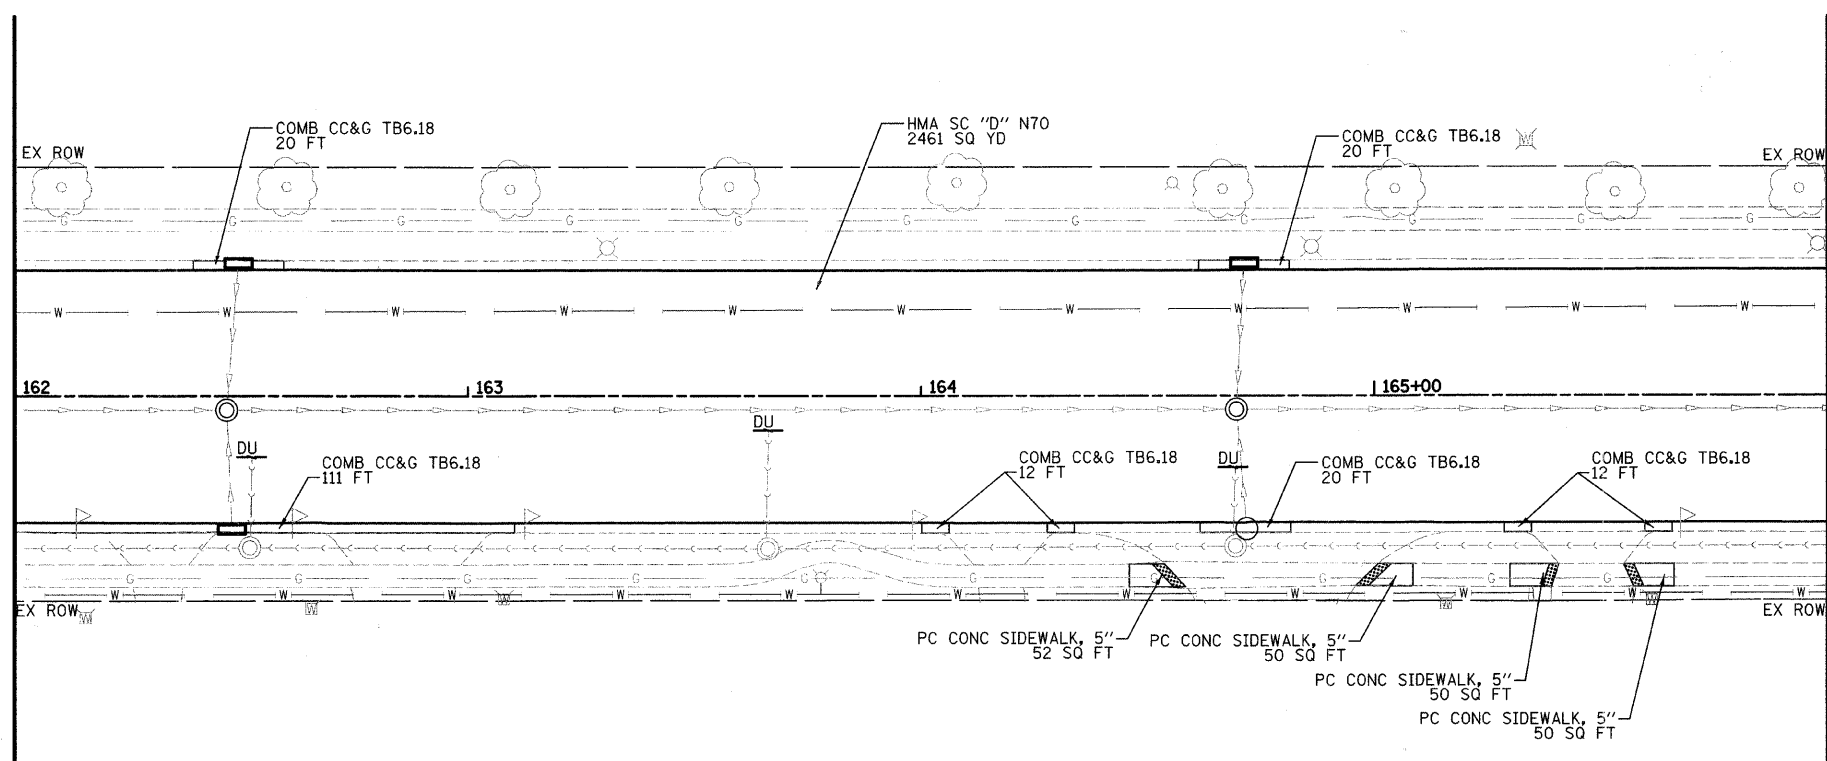 COMB CC&G TB6.18
20 FT
HMA SC "D" N70
2461 SQ YD
COMB CC&G TB6.18
20 FT
W
EX ROW
EX ROW
G G G G G G G G G G G
W W W W W W W W W W W
162 163 164 165+00
DU
DU
DU
COMB CC&G TB6.18
111 FT
COMB CC&G TB6.18
12 FT
COMB CC&G TB6.18
20 FT
COMB CC&G TB6.18
12 FT
G G G G G G G G G G
W W W W W W W W W W W
EX ROW
W W W W W
EX ROW
PC CONC SIDEWALK, 5"
52 SQ FT
PC CONC SIDEWALK, 5"
50 SQ FT
PC CONC SIDEWALK, 5"
50 SQ FT
PC CONC SIDEWALK, 5"
50 SQ FT